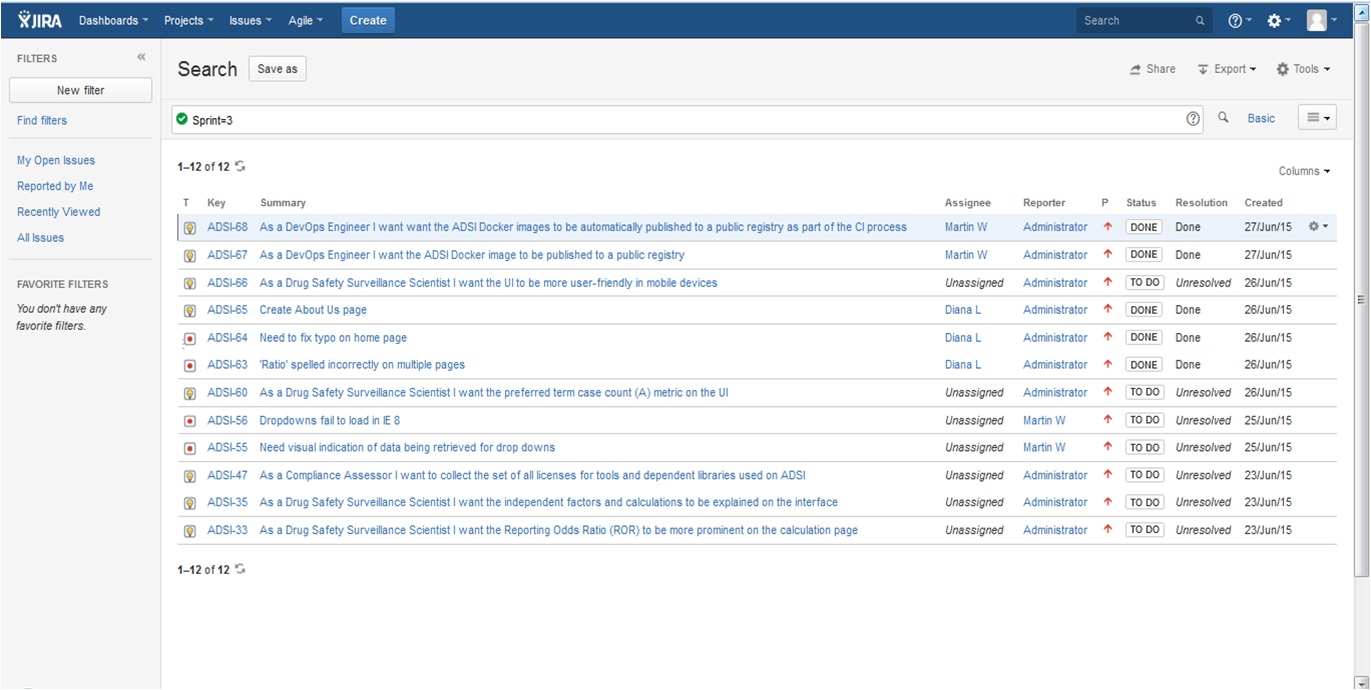 JIRA Dashboards Projects Issues Agile Create Search
FILTERS
New filter
Find filters
My Open Issues
Reported by Me
Recently Viewed
All Issues
FAVORITE FILTERS
You don't have any
favorite filters.
Search Save as Share Export Tools
Sprint=3 Basic
1–12 of 12
Columns
T Key Summary Assignee Reporter P Status Resolution Created
ADSI-68 As a DevOps Engineer I want want the ADSI Docker images to be automatically published to a public registry as part of the CI process Martin W Administrator DONE Done 27/Jun/15
ADSI-67 As a DevOps Engineer I want the ADSI Docker image to be published to a public registry Martin W Administrator DONE Done 27/Jun/15
ADSI-66 As a Drug Safety Surveillance Scientist I want the UI to be more user-friendly in mobile devices Unassigned Administrator TO DO Unresolved 26/Jun/15
ADSI-65 Create About Us page Diana L Administrator DONE Done 26/Jun/15
ADSI-64 Need to fix typo on home page Diana L Administrator DONE Done 26/Jun/15
ADSI-63 'Ratio' spelled incorrectly on multiple pages Diana L Administrator DONE Done 26/Jun/15
ADSI-60 As a Drug Safety Surveillance Scientist I want the preferred term case count (A) metric on the UI Unassigned Administrator TO DO Unresolved 26/Jun/15
ADSI-56 Dropdowns fail to load in IE 8 Unassigned Martin W TO DO Unresolved 25/Jun/15
ADSI-55 Need visual indication of data being retrieved for drop downs Unassigned Martin W TO DO Unresolved 25/Jun/15
ADSI-47 As a Compliance Assessor I want to collect the set of all licenses for tools and dependent libraries used on ADSI Unassigned Administrator TO DO Unresolved 23/Jun/15
ADSI-35 As a Drug Safety Surveillance Scientist I want the independent factors and calculations to be explained on the interface Unassigned Administrator TO DO Unresolved 23/Jun/15
ADSI-33 As a Drug Safety Surveillance Scientist I want the Reporting Odds Ratio (ROR) to be more prominent on the calculation page Unassigned Administrator TO DO Unresolved 23/Jun/15
1–12 of 12